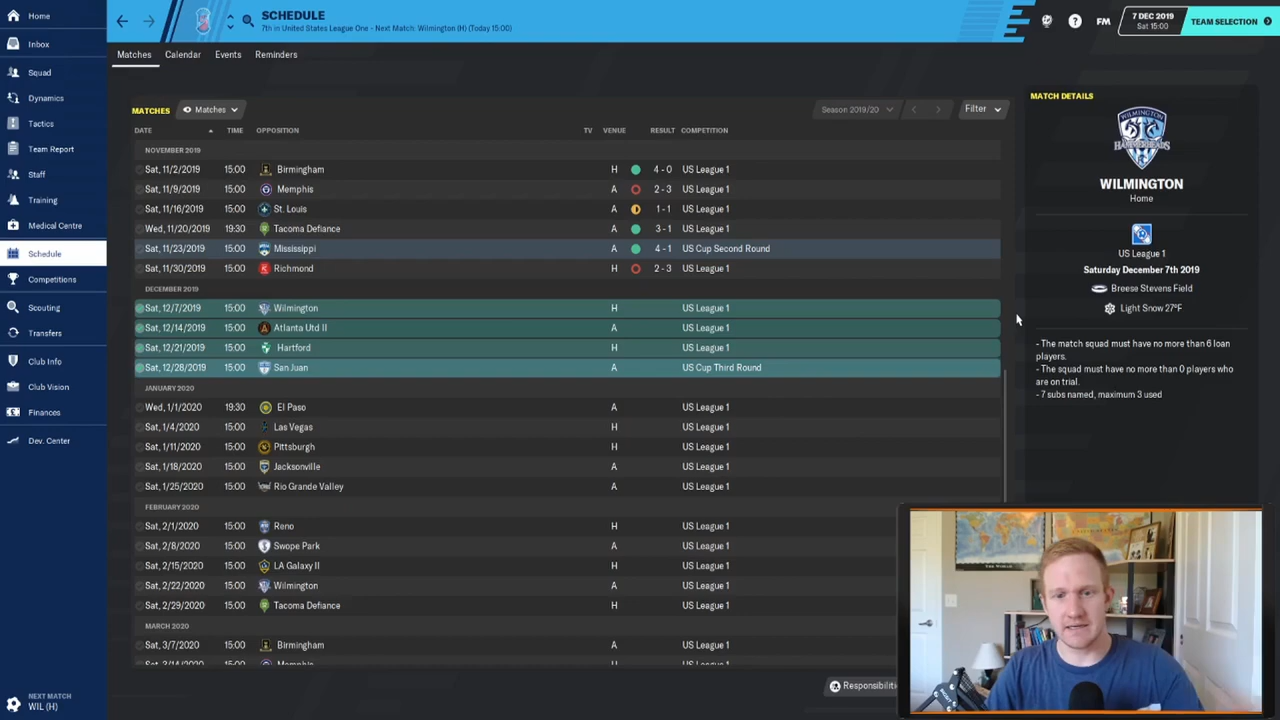 Home
Inbox
Squad
Dynamics
Tactics
Team Report
Staff
Training
Medical Centre
Schedule
Competitions
Scouting
Transfers
Club Info
Club Vision
Finances
Dev. Center
NEXT MATCH
WIL (H)
SCHEDULE
7th in United States League One - Next Match: Wilmington (H) (Today 15:00)
FM
7 DEC 2019
Sat 15:00
TEAM SELECTION
Matches Calendar Events Reminders
MATCHES Matches Season 2019/20 Filter
DATE TIME OPPOSITION TV VENUE RESULT COMPETITION
NOVEMBER 2019
Sat, 11/2/2019 15:00 Birmingham H 4 - 0 US League 1
Sat, 11/9/2019 15:00 Memphis A 2 - 3 US League 1
Sat, 11/16/2019 15:00 St. Louis A 1 - 1 US League 1
Wed, 11/20/2019 19:30 Tacoma Defiance A 3 - 1 US League 1
Sat, 11/23/2019 15:00 Mississippi A 4 - 1 US Cup Second Round
Sat, 11/30/2019 15:00 Richmond H 2 - 3 US League 1
DECEMBER 2019
Sat, 12/7/2019 15:00 Wilmington H US League 1
Sat, 12/14/2019 15:00 Atlanta Utd II A US League 1
Sat, 12/21/2019 15:00 Hartford A US League 1
Sat, 12/28/2019 15:00 San Juan A US Cup Third Round
JANUARY 2020
Wed, 1/1/2020 19:30 El Paso A US League 1
Sat, 1/4/2020 15:00 Las Vegas H US League 1
Sat, 1/11/2020 15:00 Pittsburgh H US League 1
Sat, 1/18/2020 15:00 Jacksonville A US League 1
Sat, 1/25/2020 15:00 Rio Grande Valley A US League 1
FEBRUARY 2020
Sat, 2/1/2020 15:00 Reno H US League 1
Sat, 2/8/2020 15:00 Swope Park A US League 1
Sat, 2/15/2020 15:00 LA Galaxy II H US League 1
Sat, 2/22/2020 15:00 Wilmington A US League 1
Sat, 2/29/2020 15:00 Tacoma Defiance H US League 1
MARCH 2020
Sat, 3/7/2020 15:00 Birmingham A US League 1
Responsibiliti
MATCH DETAILS
WILMINGTON
HAMMERHEADS
WILMINGTON
Home
US League 1
Saturday December 7th 2019
Breese Stevens Field
Light Snow 27°F
- The match squad must have no more than 6 loan
players.
- The squad must have no more than 0 players who
are on trial.
- 7 subs named, maximum 3 used